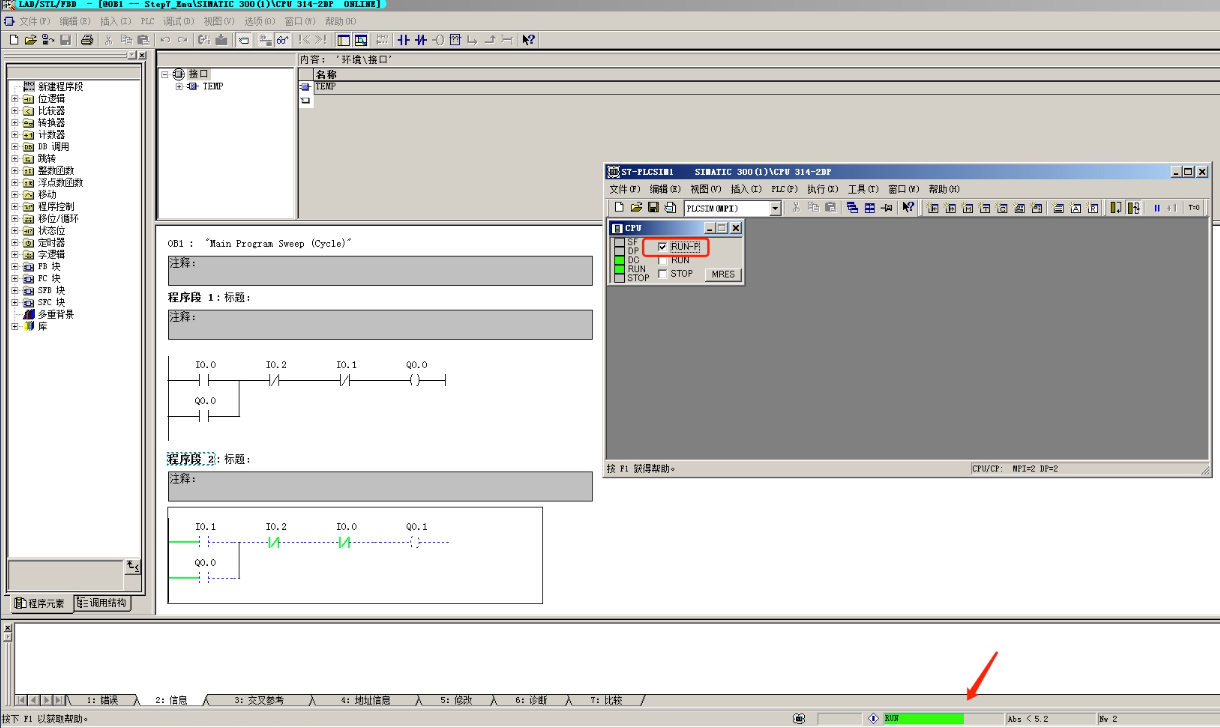 LAD/STL/FBD - [@OB1 -- Step7_Emu\SIMATIC 300(1)\CPU 314-2DP ONLINE]
文件(F) 编辑(E) 插入(I) PLC 调试(D) 视图(V) 选项(O) 窗口(W) 帮助(H)
新建程序段
位逻辑
比较器
转换器
计数器
DB 调用
跳转
整数函数
浮点数函数
移动
程序控制
移位/循环
状态位
定时器
字逻辑
FB 块
FC 块
SFB 块
SFC 块
多重背景
库
程序元素 调用结构
接口
TEMP
内容: '环境\接口'
名称
TEMP
OB1 : "Main Program Sweep (Cycle)"
注释:
程序段 1:标题:
注释:
I0.0 I0.2 I0.1 Q0.0
Q0.0
程序段 2:标题:
注释:
I0.1 I0.2 I0.0 Q0.1
Q0.0
S7-PLCSIM1 SIMATIC 300(1)\CPU 314-2DP
文件(F) 编辑(E) 视图(V) 插入(I) PLC(P) 执行(X) 工具(T) 窗口(W) 帮助(H)
PLCSIM(MPI)
T=0
CPU
SF
DP
DC
RUN
STOP
RUN-P
RUN
STOP
MRES
按 F1 获得帮助。
CPU/CP: MPI=2 DP=2
1: 错误 2: 信息 3: 交叉参考 4: 地址信息 5: 修改 6: 诊断 7: 比较
按下 F1 以获取帮助。
RUN
Abs < 5.2
Nw 2